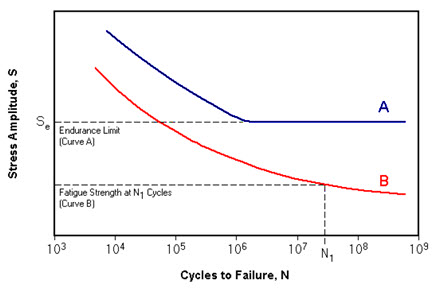 Stress Amplitude, S
Se
A
Endurance Limit
(Curve A)
B
Fatigue Strength at N1 Cycles
(Curve B)
10³ 10⁴ 10⁵ 10⁶ 10⁷ 10⁸ 10⁹
N1
Cycles to Failure, N